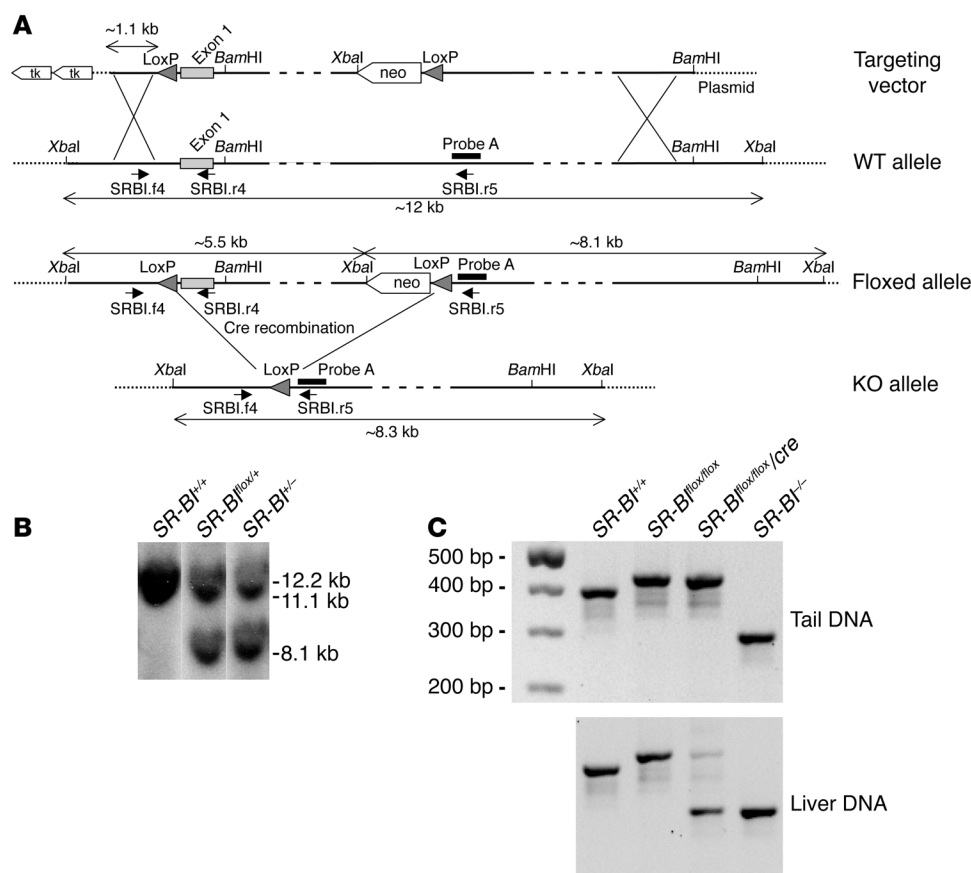 A
~1.1 kb
LoxP
Exon 1
BamHI
XbaI
BamHI
tk
tk
neo
LoxP
Plasmid
Targeting vector
XbaI
Exon 1
BamHI
Probe A
BamHI
XbaI
WT allele
SRBI.f4
SRBI.r4
SRBI.r5
~12 kb
~5.5 kb
~8.1 kb
XbaI
LoxP
BamHI
XbaI
LoxP
Probe A
BamHI
XbaI
neo
Floxed allele
SRBI.f4
SRBI.r4
SRBI.r5
Cre recombination
XbaI
LoxP
Probe A
BamHI
XbaI
KO allele
SRBI.f4
SRBI.r5
~8.3 kb
B
SR-BI+/+
SR-BIflox/+
SR-BI+/–
-12.2 kb
-11.1 kb
-8.1 kb
C
SR-BI+/+
SR-BIflox/flox
SR-BIflox/flox/cre
SR-BI–/–
500 bp -
400 bp -
300 bp -
200 bp -
Tail DNA
Liver DNA